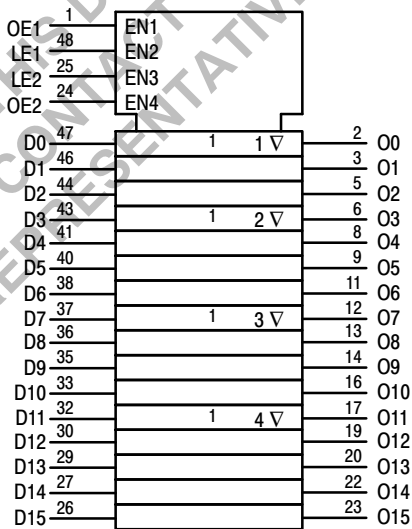 THIS D
CONTACT
REPRESENTATIVE
OE1 1 EN1
LE1 48 EN2
LE2 25 EN3
OE2 24 EN4
D0 47 1 1 ∇ 2 O0
D1 46 3 O1
D2 44 5 O2
D3 43 1 2 ∇ 6 O3
D4 41 8 O4
D5 40 9 O5
D6 38 11 O6
D7 37 1 3 ∇ 12 O7
D8 36 13 O8
D9 35 14 O9
D10 33 16 O10
D11 32 1 4 ∇ 17 O11
D12 30 19 O12
D13 29 20 O13
D14 27 22 O14
D15 26 23 O15